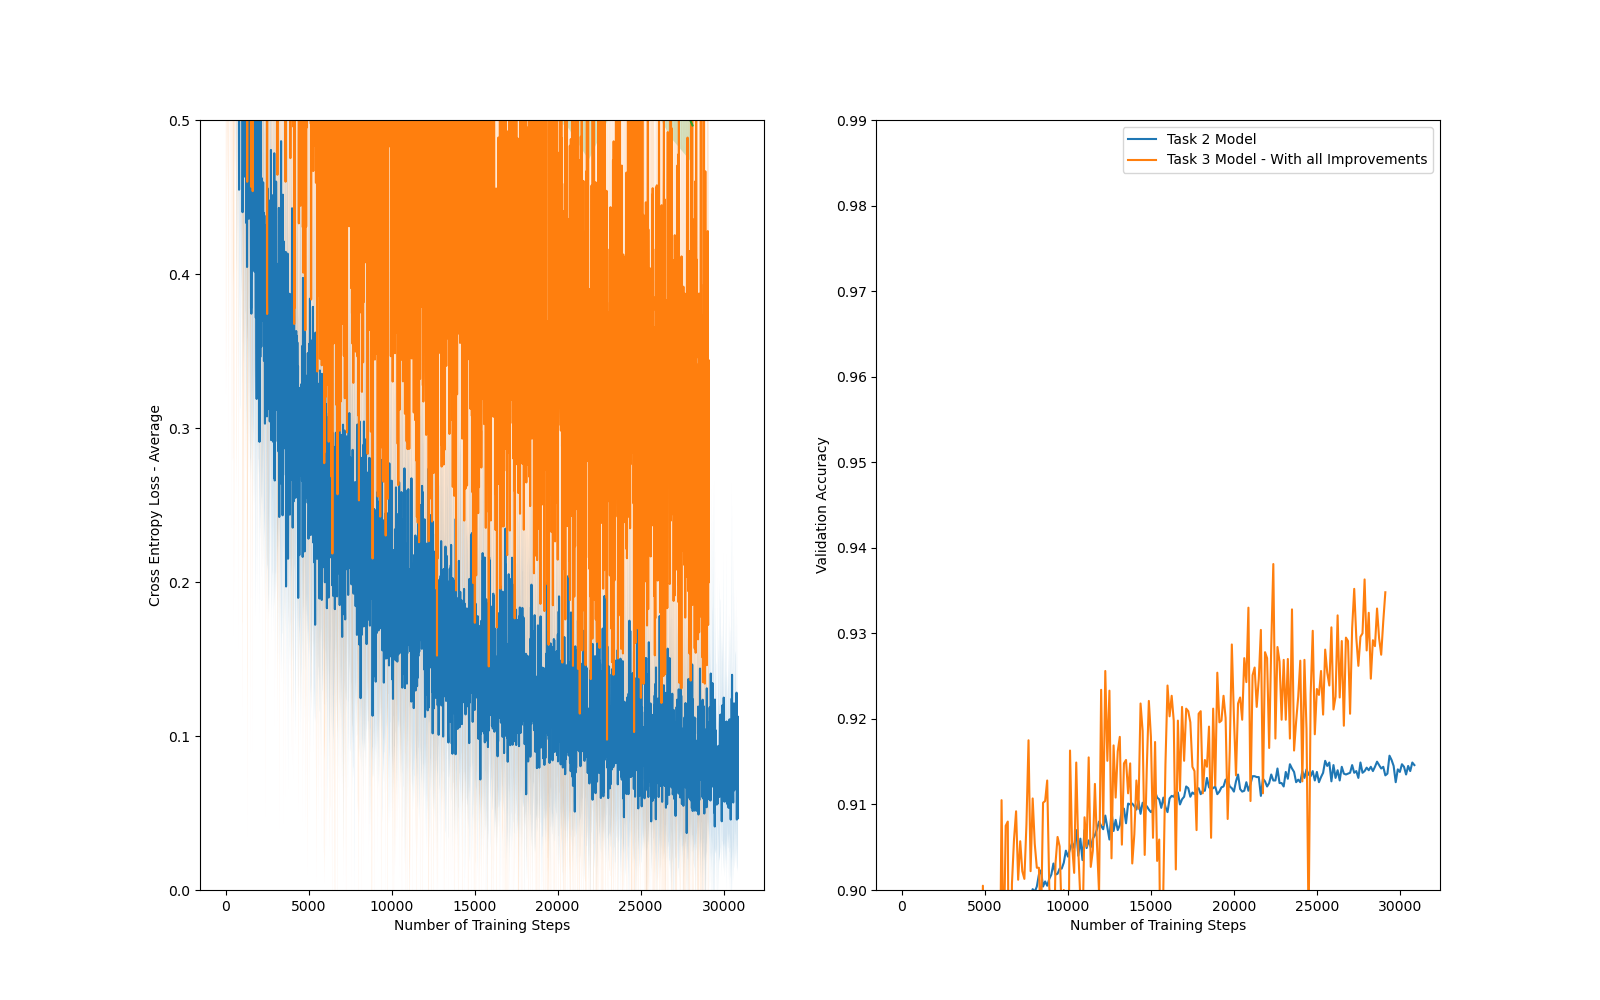 0.5
0.4
0.3
0.2
0.1
0.0
Cross Entropy Loss - Average
0 5000 10000 15000 20000 25000 30000
Number of Training Steps
0.99
0.98
0.97
0.96
0.95
0.94
0.93
0.92
0.91
0.90
Validation Accuracy
Task 2 Model
Task 3 Model - With all Improvements
0 5000 10000 15000 20000 25000 30000
Number of Training Steps